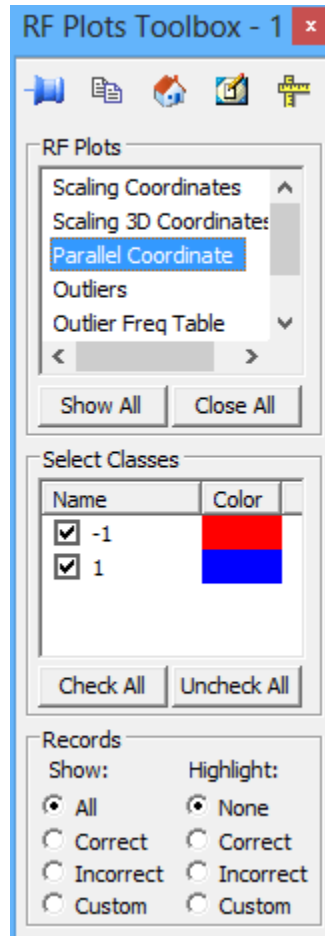 RF Plots Toolbox - 1 x
RF Plots
Scaling Coordinates
Scaling 3D Coordinates
Parallel Coordinate
Outliers
Outlier Freq Table
Show All Close All
Select Classes
Name Color
-1
1
Check All Uncheck All
Records
Show: Highlight:
All None
Correct Correct
Incorrect Incorrect
Custom Custom